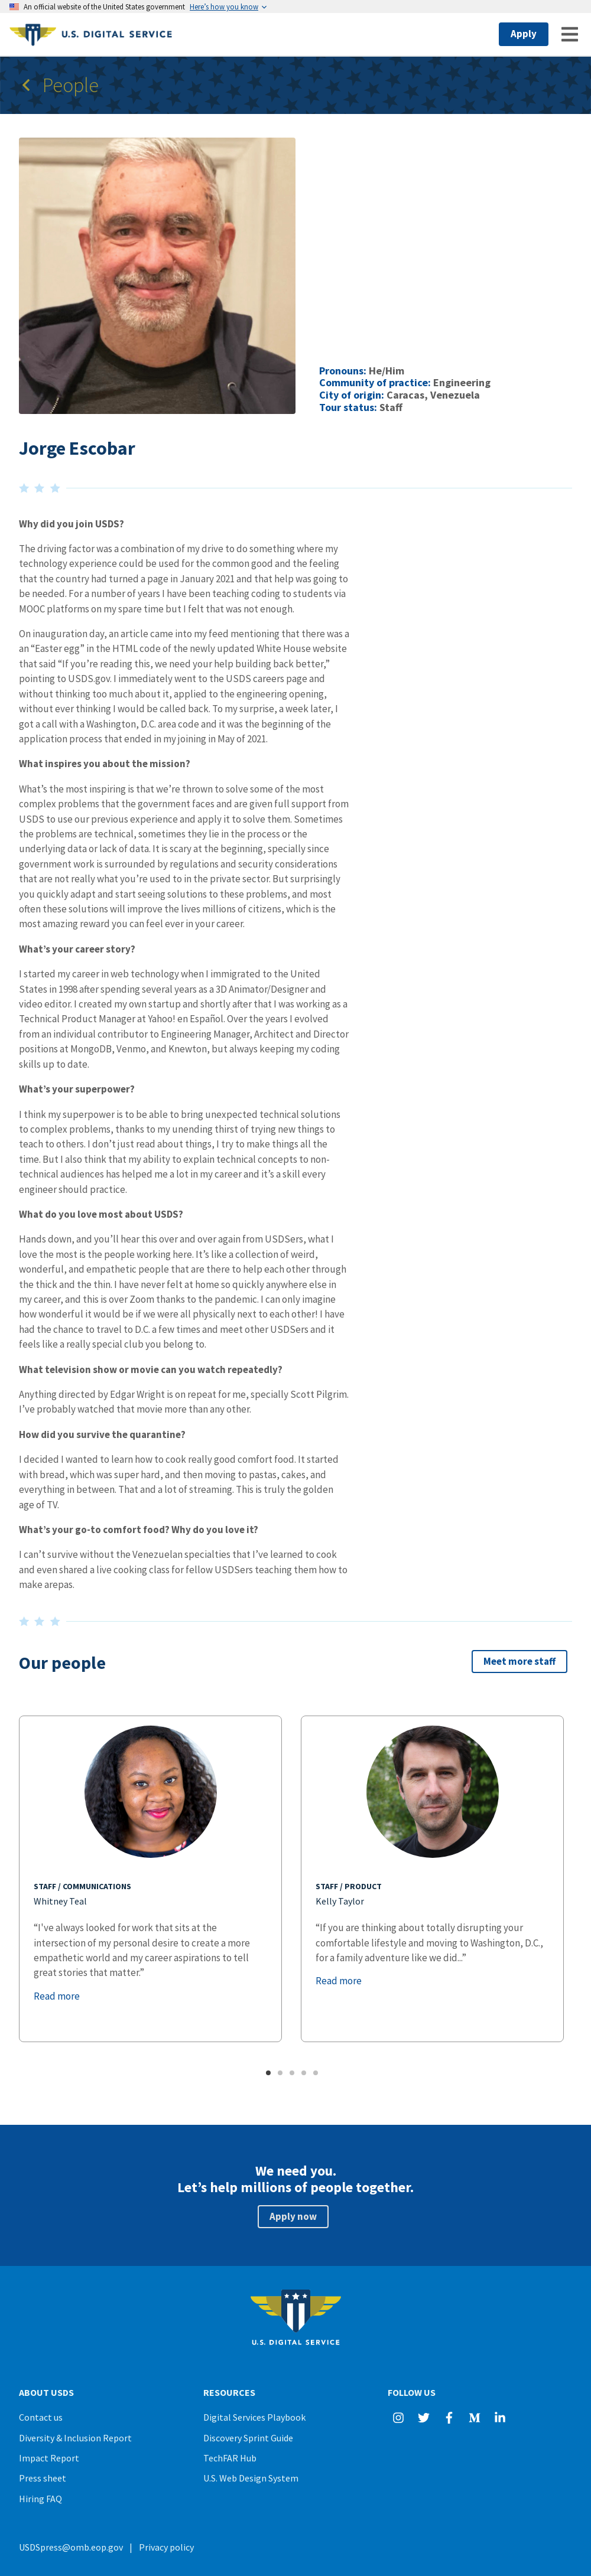 An official website of the United States government Here's how you know
U.S. DIGITAL SERVICE
Apply
People
Pronouns: He/Him
Community of practice: Engineering
City of origin: Caracas, Venezuela
Tour status: Staff
Jorge Escobar
Why did you join USDS?
The driving factor was a combination of my drive to do something where my
technology experience could be used for the common good and the feeling
that the country had turned a page in January 2021 and that help was going to
be needed. For a number of years I have been teaching coding to students via
MOOC platforms on my spare time but I felt that was not enough.
On inauguration day, an article came into my feed mentioning that there was a
an “Easter egg” in the HTML code of the newly updated White House website
that said “If you’re reading this, we need your help building back better,”
pointing to USDS.gov. I immediately went to the USDS careers page and
without thinking too much about it, applied to the engineering opening,
without ever thinking I would be called back. To my surprise, a week later, I
got a call with a Washington, D.C. area code and it was the beginning of the
application process that ended in my joining in May of 2021.
What inspires you about the mission?
What’s the most inspiring is that we’re thrown to solve some of the most
complex problems that the government faces and are given full support from
USDS to use our previous experience and apply it to solve them. Sometimes
the problems are technical, sometimes they lie in the process or the
underlying data or lack of data. It is scary at the beginning, specially since
government work is surrounded by regulations and security considerations
that are not really what you’re used to in the private sector. But surprisingly
you quickly adapt and start seeing solutions to these problems, and most
often these solutions will improve the lives millions of citizens, which is the
most amazing reward you can feel ever in your career.
What’s your career story?
I started my career in web technology when I immigrated to the United
States in 1998 after spending several years as a 3D Animator/Designer and
video editor. I created my own startup and shortly after that I was working as a
Technical Product Manager at Yahoo! en Español. Over the years I evolved
from an individual contributor to Engineering Manager, Architect and Director
positions at MongoDB, Venmo, and Knewton, but always keeping my coding
skills up to date.
What’s your superpower?
I think my superpower is to be able to bring unexpected technical solutions
to complex problems, thanks to my unending thirst of trying new things to
teach to others. I don’t just read about things, I try to make things all the
time. But I also think that my ability to explain technical concepts to non-
technical audiences has helped me a lot in my career and it’s a skill every
engineer should practice.
What do you love most about USDS?
Hands down, and you’ll hear this over and over again from USDSers, what I
love the most is the people working here. It’s like a collection of weird,
wonderful, and empathetic people that are there to help each other through
the thick and the thin. I have never felt at home so quickly anywhere else in
my career, and this is over Zoom thanks to the pandemic. I can only imagine
how wonderful it would be if we were all physically next to each other! I have
had the chance to travel to D.C. a few times and meet other USDSers and it
feels like a really special club you belong to.
What television show or movie can you watch repeatedly?
Anything directed by Edgar Wright is on repeat for me, specially Scott Pilgrim.
I’ve probably watched that movie more than any other.
How did you survive the quarantine?
I decided I wanted to learn how to cook really good comfort food. It started
with bread, which was super hard, and then moving to pastas, cakes, and
everything in between. That and a lot of streaming. This is truly the golden
age of TV.
What’s your go-to comfort food? Why do you love it?
I can’t survive without the Venezuelan specialties that I’ve learned to cook
and even shared a live cooking class for fellow USDSers teaching them how to
make arepas.
Our people
Meet more staff
STAFF / COMMUNICATIONS
Whitney Teal
“I’ve always looked for work that sits at the
intersection of my personal desire to create a more
empathetic world and my career aspirations to tell
great stories that matter.”
Read more
STAFF / PRODUCT
Kelly Taylor
“If you are thinking about totally disrupting your
comfortable lifestyle and moving to Washington, D.C.,
for a family adventure like we did...”
Read more
We need you.
Let’s help millions of people together.
Apply now
U.S. DIGITAL SERVICE
ABOUT USDS
Contact us
Diversity & Inclusion Report
Impact Report
Press sheet
Hiring FAQ
RESOURCES
Digital Services Playbook
Discovery Sprint Guide
TechFAR Hub
U.S. Web Design System
FOLLOW US
USDSpress@omb.eop.gov | Privacy policy